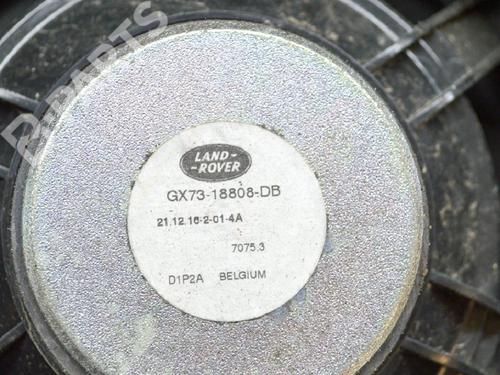 B-PARTS
LAND-
-ROVER
GX73-18808-DB
21.12.16-2-01-4A
7075.3
D1P2A BELGIUM